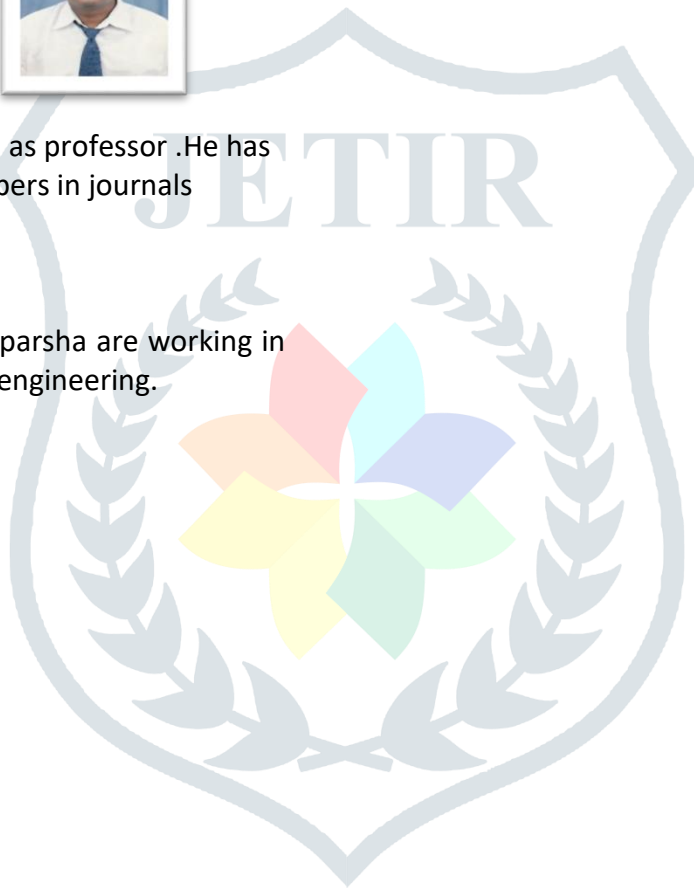 as professor .He has
pers in journals
JETIR
parsha are working in
engineering.